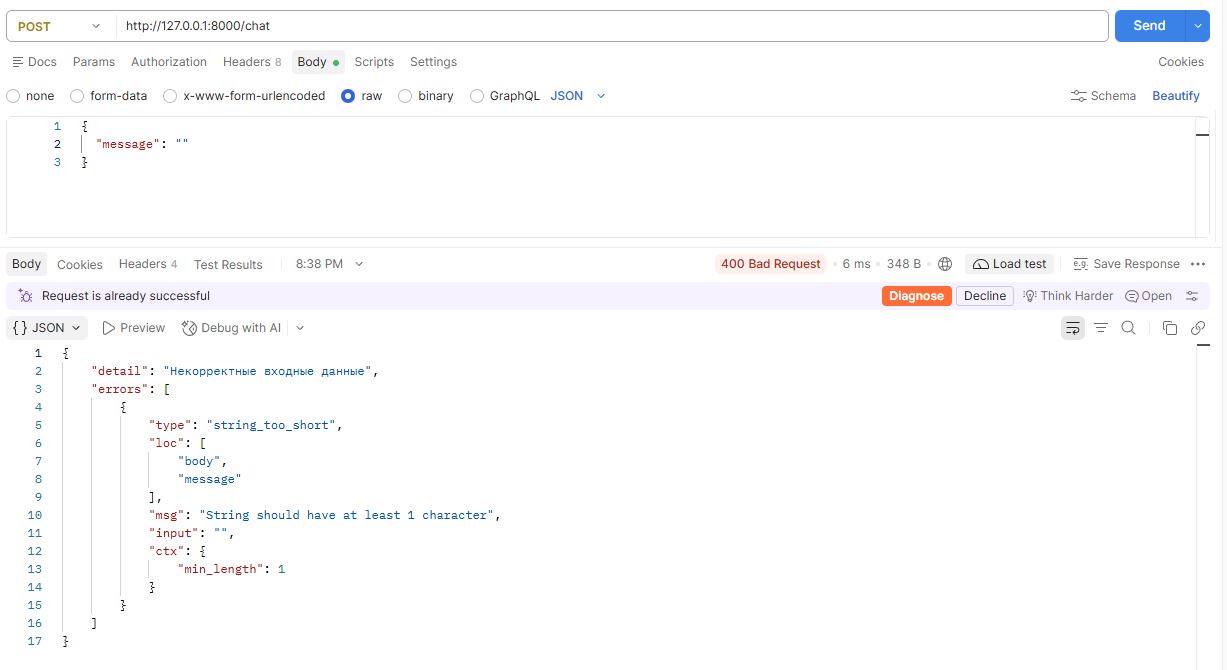 POST http://127.0.0.1:8000/chat Send
Docs Params Authorization Headers 8 Body Scripts Settings Cookies
none form-data x-www-form-urlencoded raw binary GraphQL JSON Schema Beautify
1 {
2 "message": ""
3 }
Body Cookies Headers 4 Test Results 8:38 PM 400 Bad Request • 6 ms • 348 B • Load test e.g. Save Response
Request is already successful Diagnose Decline Think Harder Open
{} JSON Preview Debug with AI
1 {
2 "detail": "Некорректные входные данные",
3 "errors": [
4 {
5 "type": "string_too_short",
6 "loc": [
7 "body",
8 "message"
9 ],
10 "msg": "String should have at least 1 character",
11 "input": "",
12 "ctx": {
13 "min_length": 1
14 }
15 }
16 ]
17 }